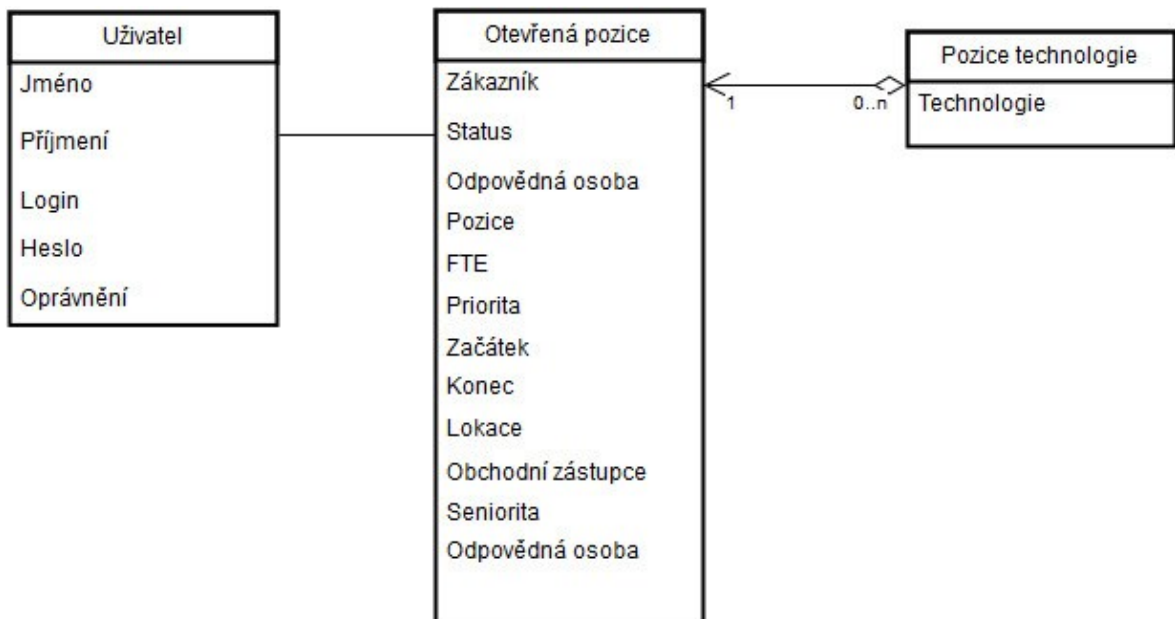 Uživatel
Jméno
Příjmení
Login
Heslo
Oprávnění
Otevřená pozice
Zákazník
Status
Odpovědná osoba
Pozice
FTE
Priorita
Začátek
Konec
Lokace
Obchodní zástupce
Seniorita
Odpovědná osoba
1
0..n
Pozice technologie
Technologie